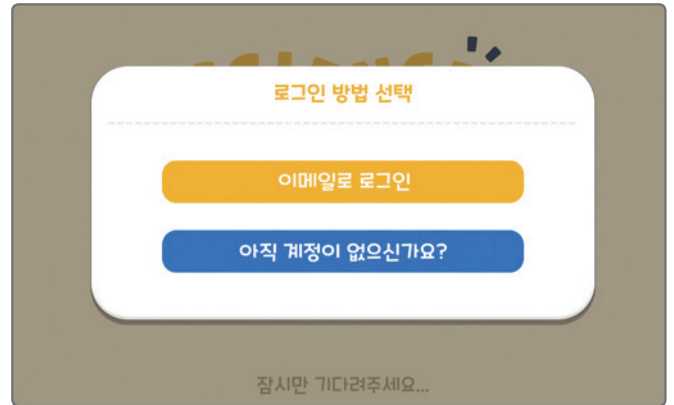 로그인 방법 선택
이메일로 로그인
아직 계정이 없으신가요?
잠시만 기다려주세요...